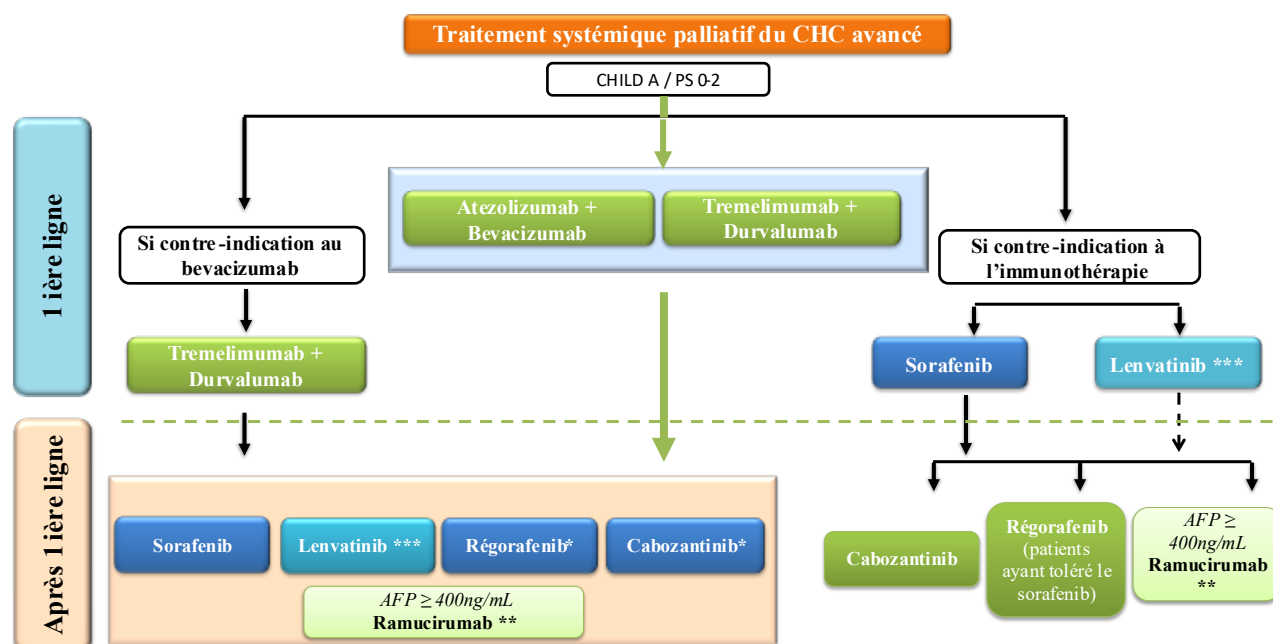 Traitement systémique palliatif du CHC avancé
CHILD A / PS 0-2
1 ière ligne
Si contre-indication au
bevacizumab
Atezolizumab +
Bevacizumab
Tremelimumab +
Durvalumab
Si contre-indication à
l'immunothérapie
Tremelimumab +
Durvalumab
Sorafenib
Lenvatinib ***
Après 1 ière ligne
Sorafenib
Lenvatinib ***
Régorafenib*
Cabozantinib*
AFP ≥ 400ng/mL
Ramucirumab **
Cabozantinib
Régorafenib
(patients
ayant toléré le
sorafenib)
AFP ≥
400ng/mL
Ramucirumab
**